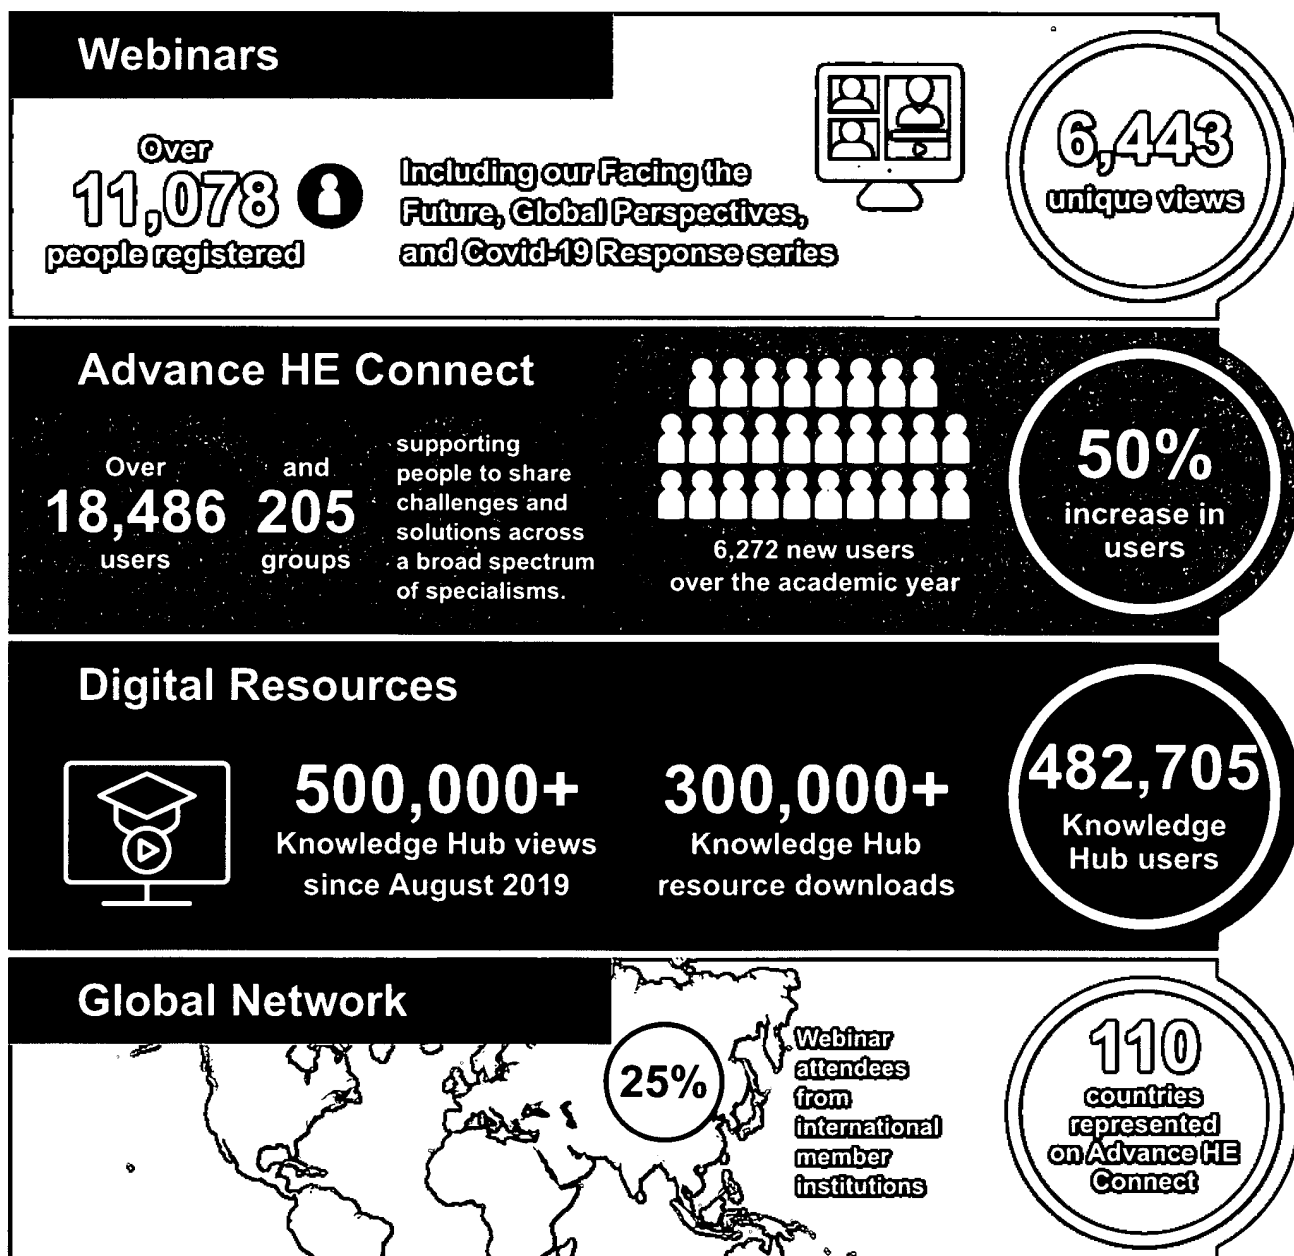 Webinars
Over
11,078
people registered
Including our Facing the
Future, Global Perspectives,
and Covid-19 Response series
6,443
unique views
Advance HE Connect
Over
18,486
users
and
205
groups
supporting
people to share
challenges and
solutions across
a broad spectrum
of specialisms.
6,272 new users
over the academic year
50%
increase in
users
Digital Resources
500,000+
Knowledge Hub views
since August 2019
300,000+
Knowledge Hub
resource downloads
482,705
Knowledge
Hub users
Global Network
25%
Webinar
attendees
from
international
member
institutions
110
countries
represented
on Advance HE
Connect